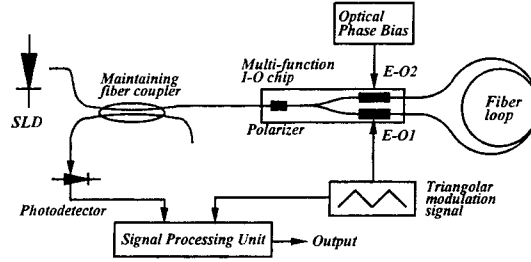 Optical
Phase Bias
Multi-function
I-O chip
E-O2
Maintaining
fiber coupler
SLD
Polarizer
E-O1
Fiber
loop
Photodetector
Triangular
modulation
signal
Signal Processing Unit
Output